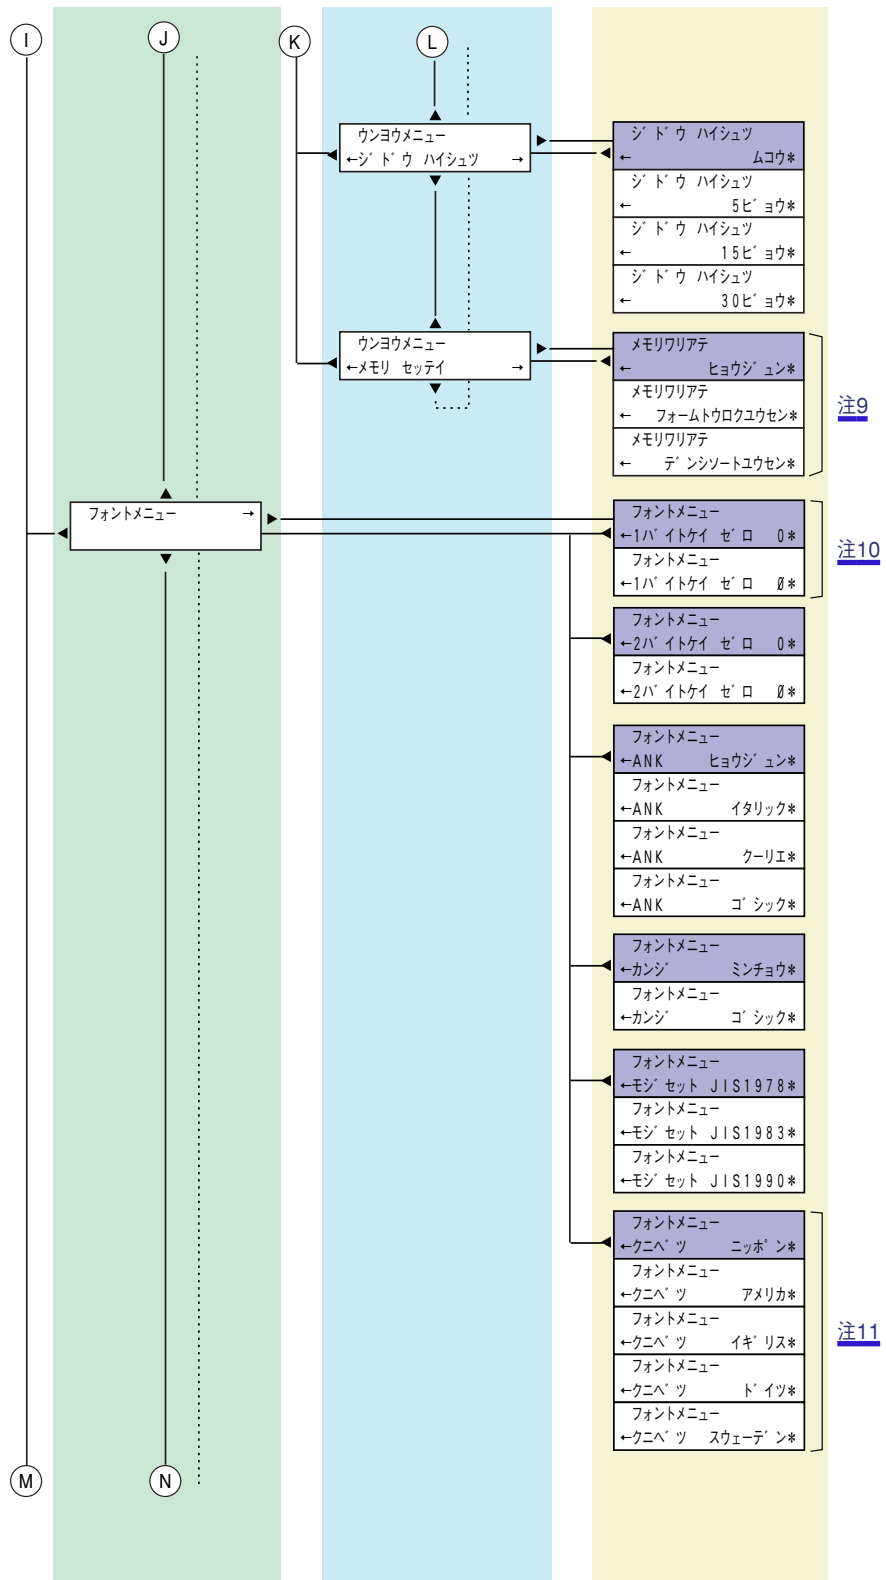 I
J
K
L
ウンヨウメニュー
←ジドウ ハイシュツ →
ジドウ ハイシュツ
← ムコウ*
ジドウ ハイシュツ
← 5ビョウ*
ジドウ ハイシュツ
← 15ビョウ*
ジドウ ハイシュツ
← 30ビョウ*
ウンヨウメニュー
←メモリ セッテイ →
メモリワリアテ
← ヒョウジュン*
メモリワリアテ
← フォームトウロクユウセン*
メモリワリアテ
← デンシソートユウセン*
注9
フォントメニュー →
フォントメニュー
←1バイトケイ ゼロ 0*
フォントメニュー
←1バイトケイ ゼロ Ø*
注10
フォントメニュー
←2バイトケイ ゼロ 0*
フォントメニュー
←2バイトケイ ゼロ Ø*
フォントメニュー
←ANK ヒョウジュン*
フォントメニュー
←ANK イタリック*
フォントメニュー
←ANK クーリエ*
フォントメニュー
←ANK ゴシック*
フォントメニュー
←カンジ ミンチョウ*
フォントメニュー
←カンジ ゴシック*
フォントメニュー
←モジセット JIS1978*
フォントメニュー
←モジセット JIS1983*
フォントメニュー
←モジセット JIS1990*
フォントメニュー
←クニベツ ニッポン*
フォントメニュー
←クニベツ アメリカ*
フォントメニュー
←クニベツ イギリス*
フォントメニュー
←クニベツ ドイツ*
フォントメニュー
←クニベツ スウェーデン*
注11
M
N